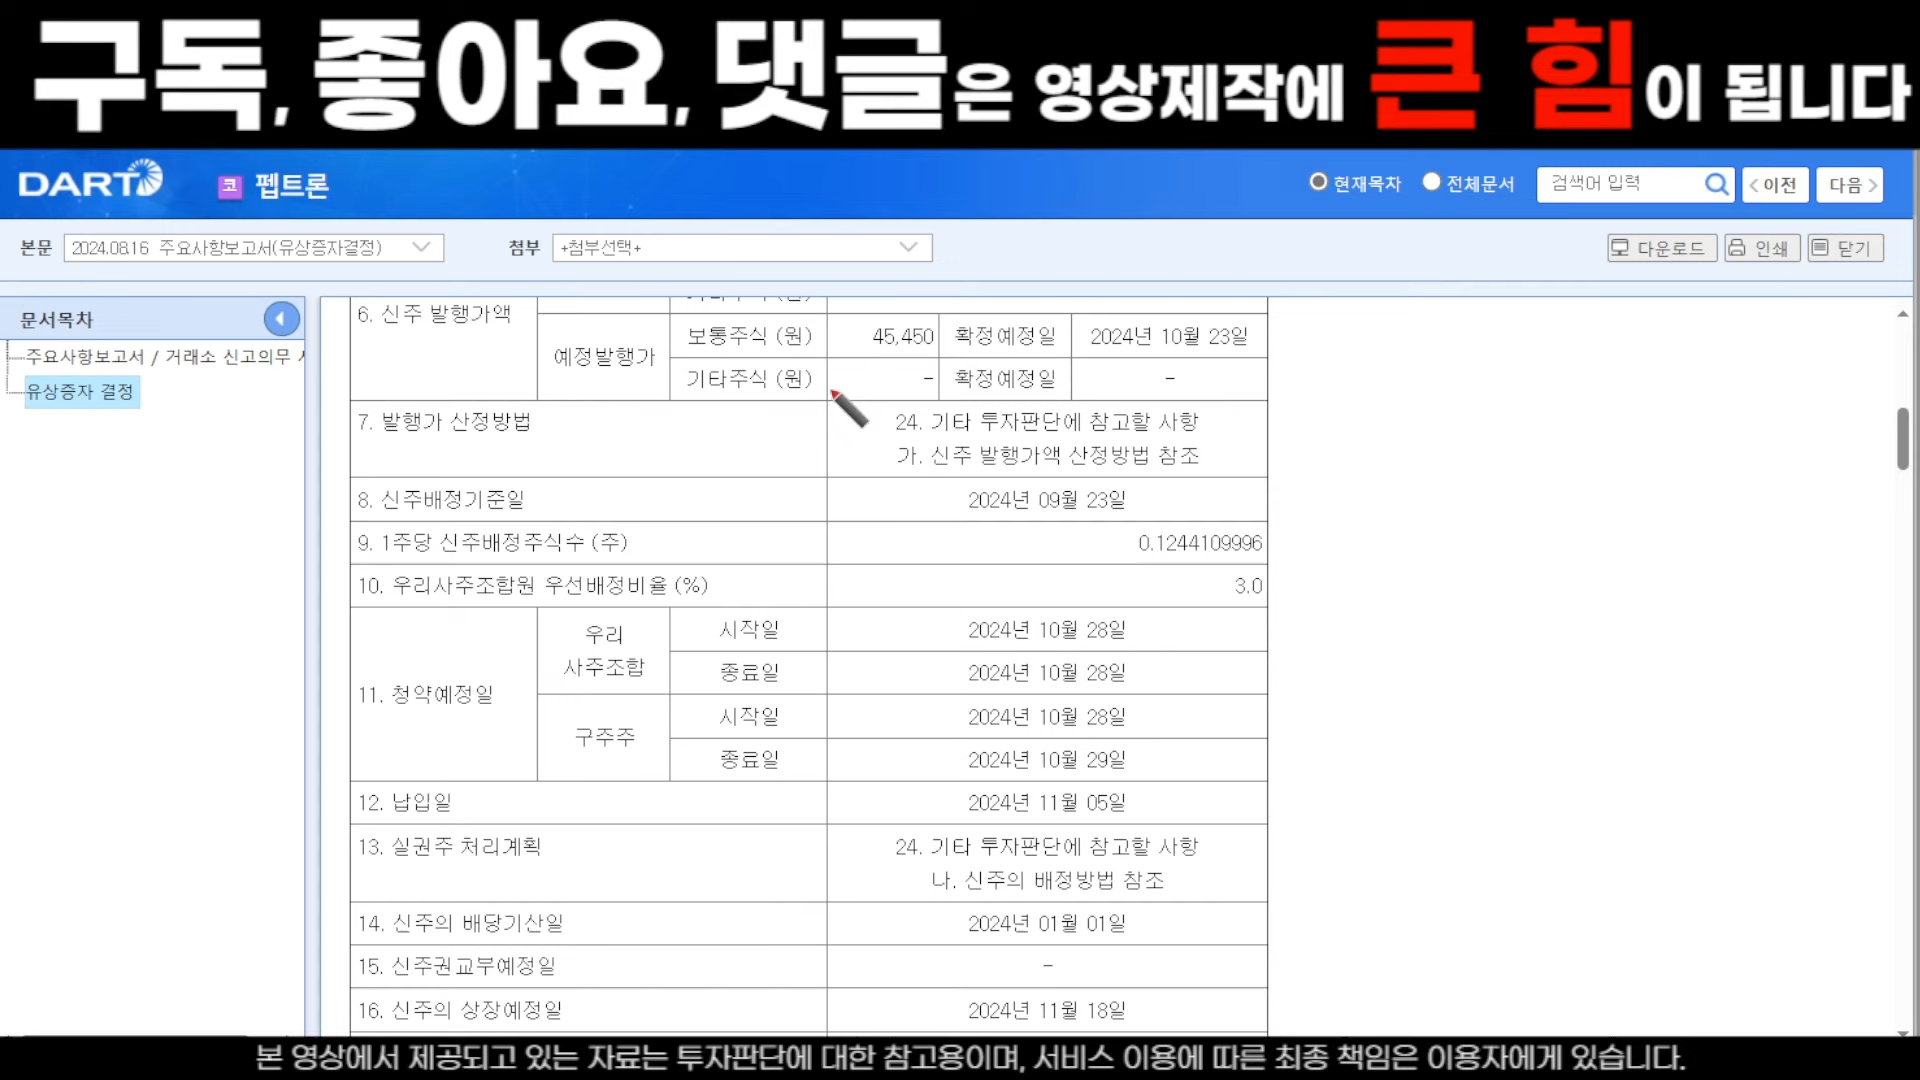 구독, 좋아요, 댓글은 영상제작에 큰 힘이 됩니다
DART 코 펩트론 현재목차 전체문서 검색어 입력 이전 다음
본문 2024.08.16 주요사항보고서(유상증자결정) 첨부 +첨부선택+ 다운로드 인쇄 닫기
문서목차
주요사항보고서 / 거래소 신고의무
유상증자 결정
6. 신주 발행가액
예정발행가 보통주식 (원) 45,450 확정예정일 2024년 10월 23일
기타주식 (원) - 확정예정일 -
7. 발행가 산정방법 24. 기타 투자판단에 참고할 사항
가. 신주 발행가액 산정방법 참조
8. 신주배정기준일 2024년 09월 23일
9. 1주당 신주배정주식수 (주) 0.1244109996
10. 우리사주조합원 우선배정비율 (%) 3.0
11. 청약예정일
우리
사주조합
시작일 2024년 10월 28일
종료일 2024년 10월 28일
구주주
시작일 2024년 10월 28일
종료일 2024년 10월 29일
12. 납입일 2024년 11월 05일
13. 실권주 처리계획 24. 기타 투자판단에 참고할 사항
나. 신주의 배정방법 참조
14. 신주의 배당기산일 2024년 01월 01일
15. 신주권교부예정일 -
16. 신주의 상장예정일 2024년 11월 18일
본 영상에서 제공되고 있는 자료는 투자판단에 대한 참고용이며, 서비스 이용에 따른 최종 책임은 이용자에게 있습니다.